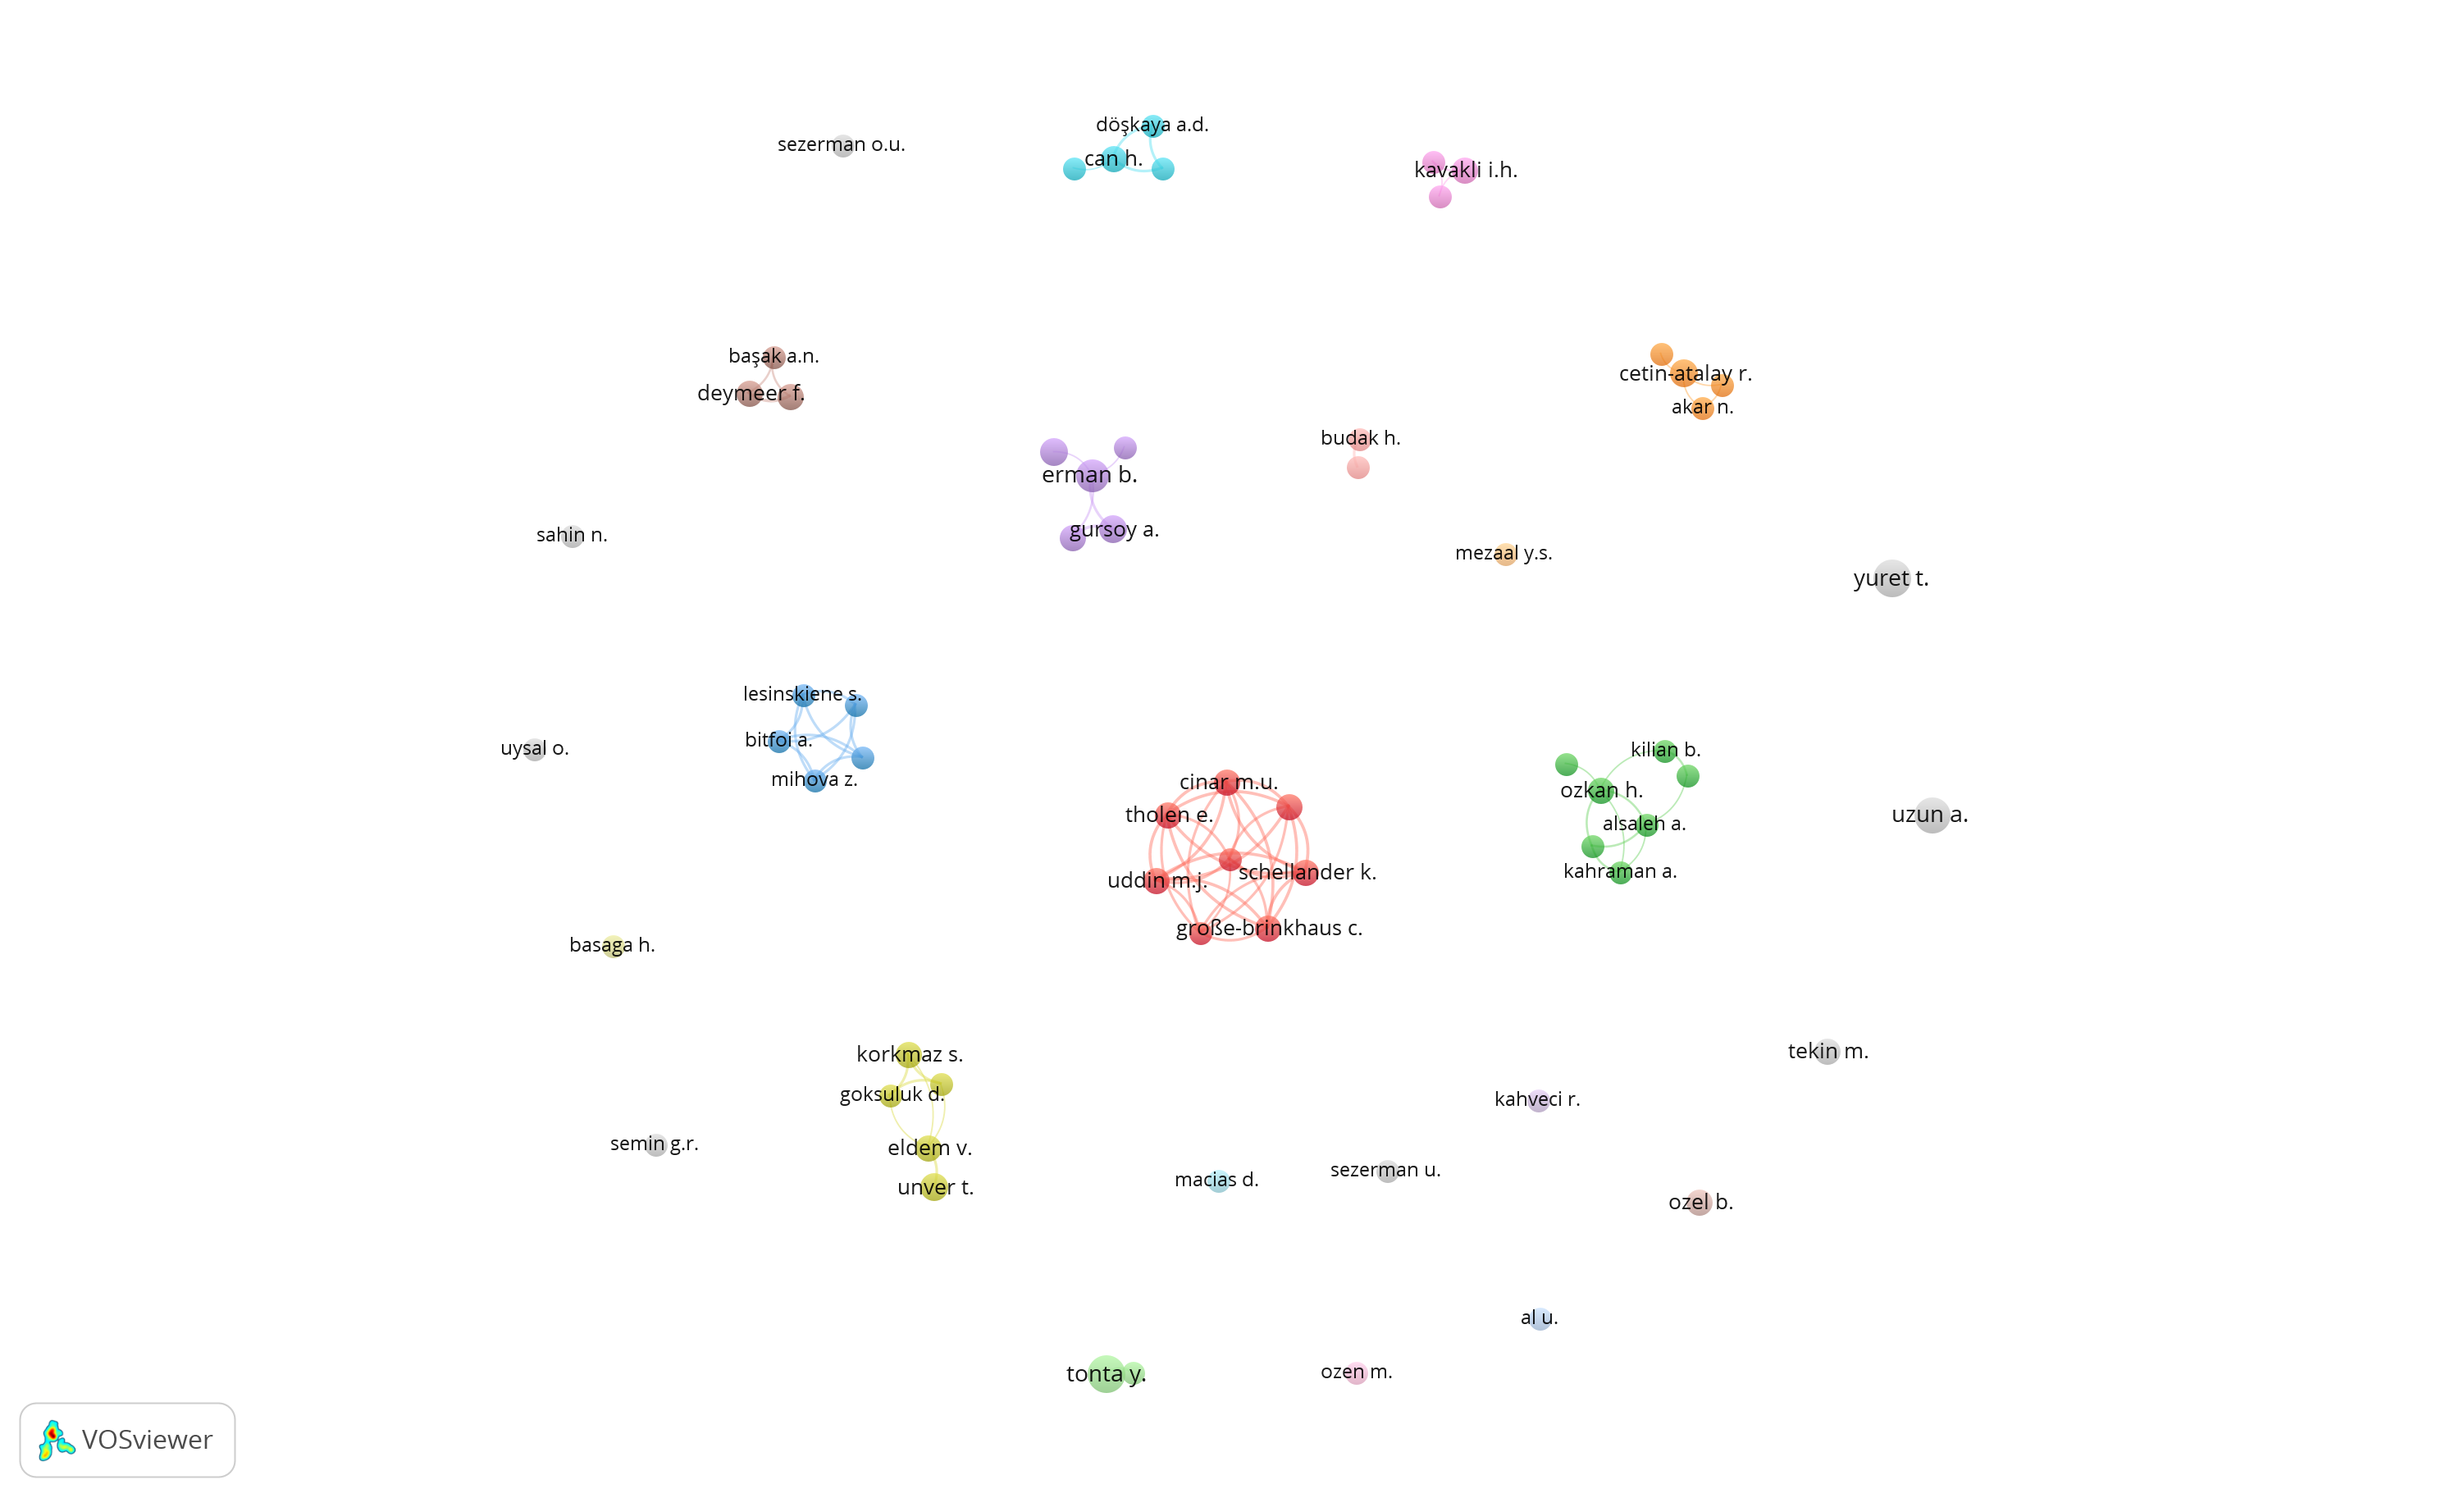 döşkaya a.d.
sezerman o.u.
can h.
kavakli i.h.
başak a.n.
deymeer f.
cetin-atalay r.
akar n.
budak h.
erman b.
gursoy a.
sahin n.
mezaal y.s.
yuret t.
lesinskiene s.
bitfoi a.
mihova z.
uysal o.
kilian b.
cinar m.u.
ozkan h.
tholen e.
alsaleh a.
uzun a.
schellander k.
uddin m.j.
kahraman a.
große-brinkhaus c.
basaga h.
korkmaz s.
tekin m.
goksuluk d.
kahveci r.
semin g.r.
eldem v.
sezerman u.
macias d.
unver t.
ozel b.
al u.
tonta y.
ozen m.
VOSviewer